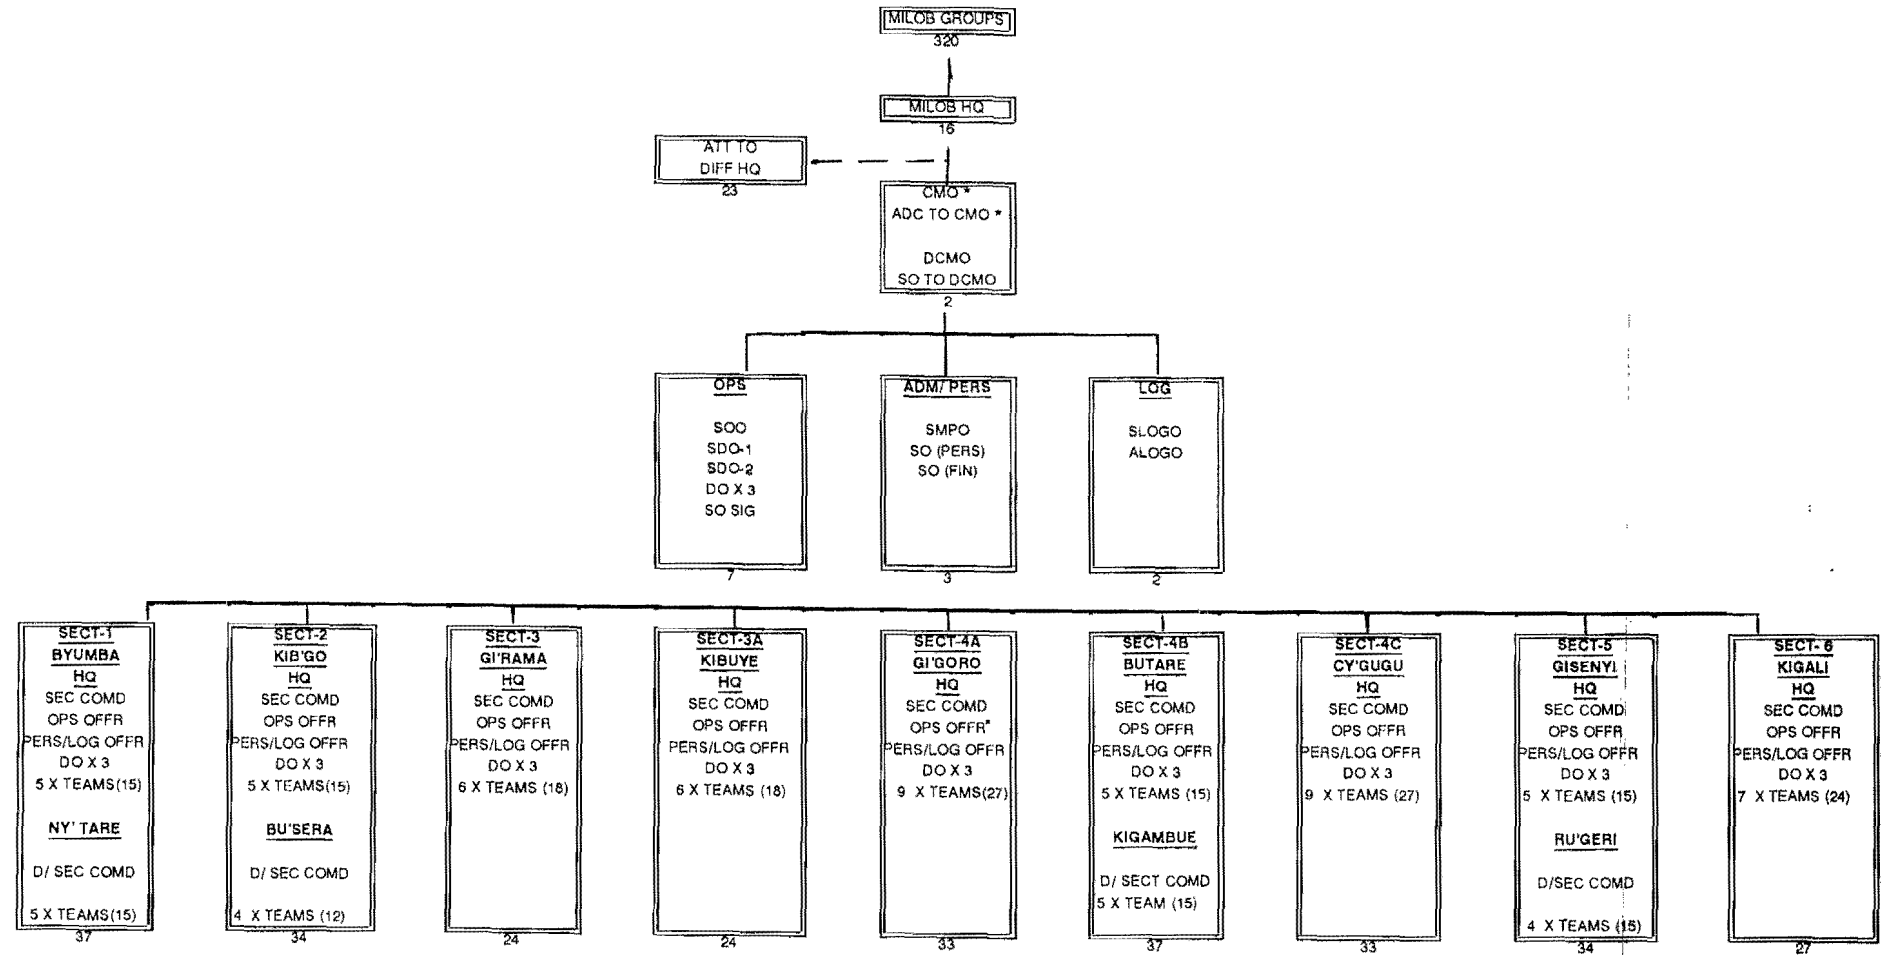 MILOB GROUPS
320
MILOB HQ
16
ATT TO
DIFF HQ
23
CMO *
ADC TO CMO *
DCMO
SO TO DCMO
2
OPS
SOO
SDO-1
SDO-2
DO X 3
SO SIG
7
ADM/ PERS
SMPO
SO (PERS)
SO (FIN)
3
LOG
SLOGO
ALOGO
2
SECT-1
BYUMBA
HQ
SEC COMD
OPS OFFR
PERS/LOG OFFR
DO X 3
5 X TEAMS(15)
NY' TARE
D/ SEC COMD
5 X TEAMS(15)
37
SECT-2
KIB'GO
HQ
SEC COMD
OPS OFFR
PERS/LOG OFFR
DO X 3
5 X TEAMS(15)
BU'SERA
D/ SEC COMD
4 X TEAMS (12)
34
SECT-3
GI'RAMA
HQ
SEC COMD
OPS OFFR
PERS/LOG OFFR
DO X 3
6 X TEAMS (18)
24
SECT-3A
KIBUYE
HQ
SEC COMD
OPS OFFR
PERS/LOG OFFR
DO X 3
6 X TEAMS (18)
24
SECT-4A
GI'GORO
HQ
SEC COMD
OPS OFFR*
PERS/LOG OFFR
DO X 3
9 X TEAMS(27)
33
SECT-4B
BUTARE
HQ
SEC COMD
OPS OFFR
PERS/LOG OFFR
DO X 3
5 X TEAMS (15)
KIGAMBUE
D/ SECT COMD
5 X TEAM (15)
37
SECT-4C
CY'GUGU
HQ
SEC COMD
OPS OFFR
PERS/LOG OFFR
DO X 3
9 X TEAMS (27)
33
SECT-5
GISENYI
HQ
SEC COMD
OPS OFFR
PERS/LOG OFFR
DO X 3
5 X TEAMS (15)
RU'GERI
D/SEC COMD
4 X TEAMS (15)
34
SECT- 6
KIGALI
HQ
SEC COMD
OPS OFFR
PERS/LOG OFFR
DO X 3
7 X TEAMS (24)
27